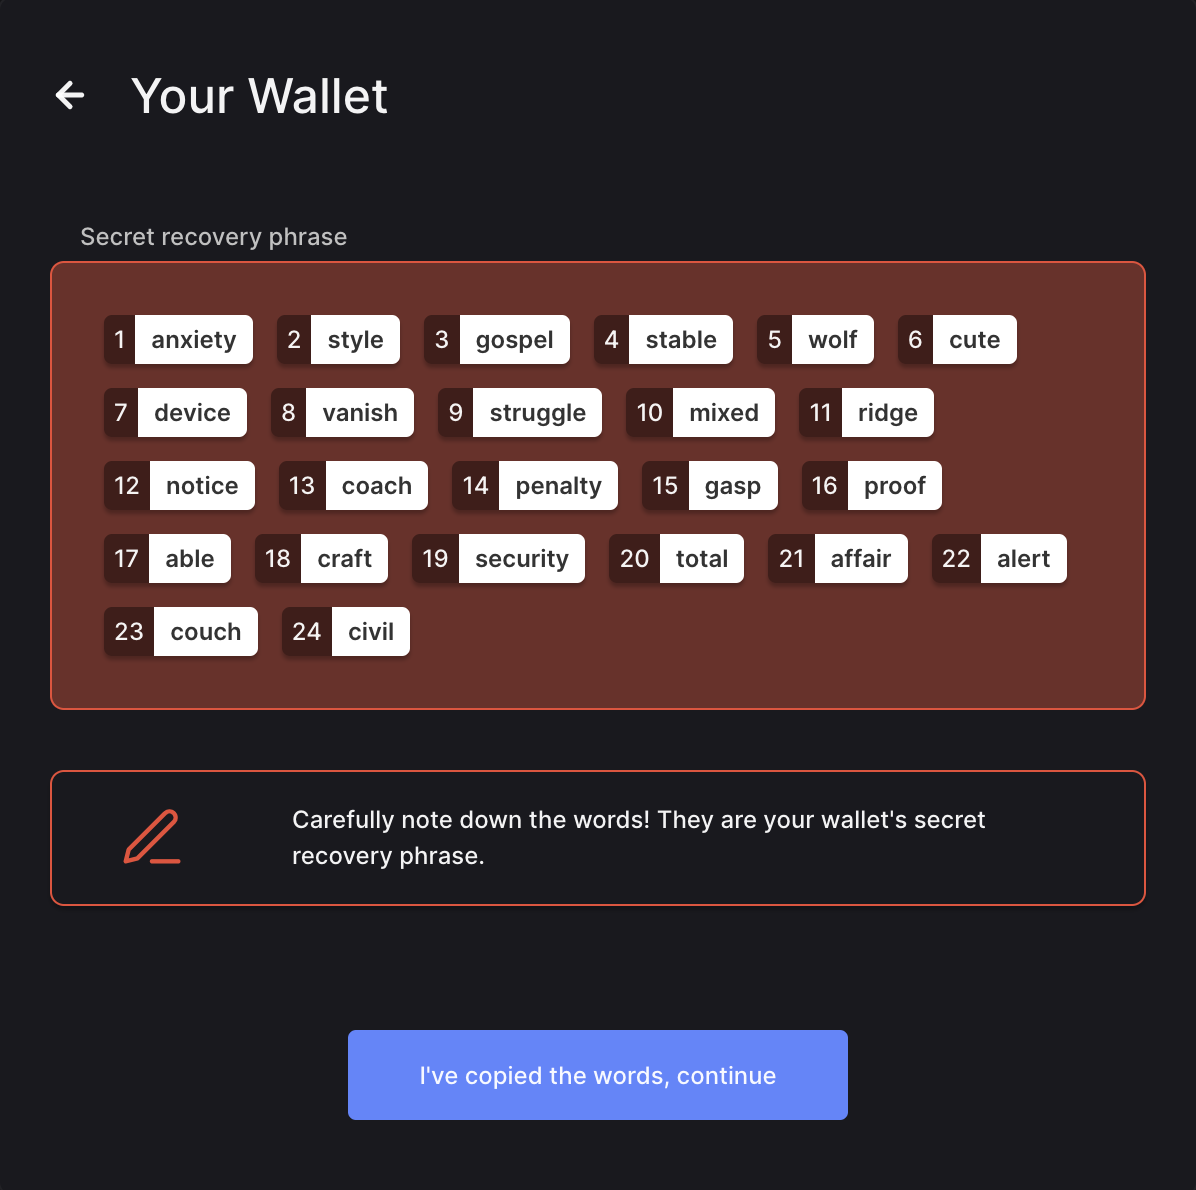 Your Wallet
Secret recovery phrase
1 anxiety 2 style 3 gospel 4 stable 5 wolf 6 cute
7 device 8 vanish 9 struggle 10 mixed 11 ridge
12 notice 13 coach 14 penalty 15 gasp 16 proof
17 able 18 craft 19 security 20 total 21 affair 22 alert
23 couch 24 civil
Carefully note down the words! They are your wallet's secret
recovery phrase.
I've copied the words, continue